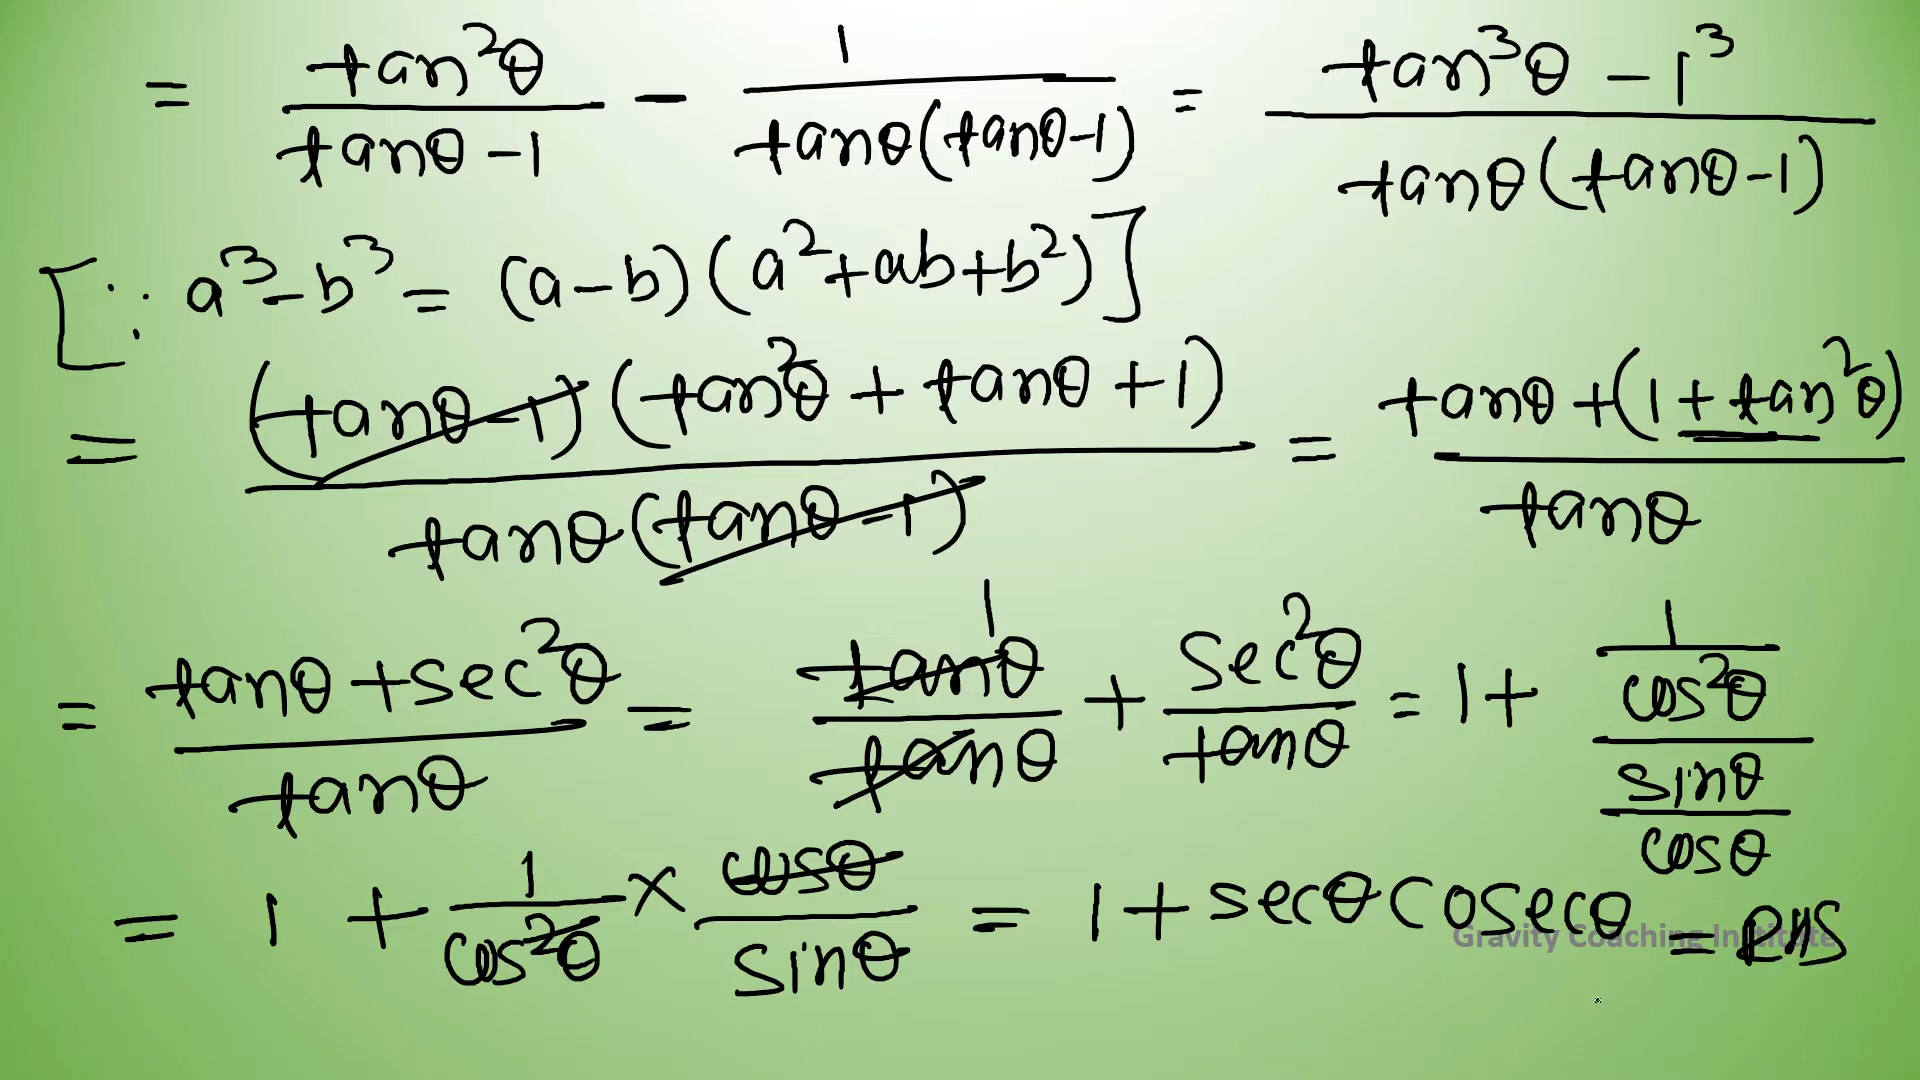 = tan²θ / tanθ - 1 - 1 / tanθ(tanθ-1) = tan³θ - 1³ / tanθ(tanθ-1)
[∵ a³-b³ = (a-b)(a²+ab+b²)]
= (tanθ-1)(tan²θ + tanθ + 1) / tanθ(tanθ-1) = tanθ+(1+tan²θ) / tanθ
= tanθ+sec²θ / tanθ = tanθ 1 / tanθ + sec²θ / tanθ = 1+ 1/cos²θ / sinθ/cosθ
= 1 + 1/cos²θ × cosθ/sinθ = 1+secθcosecθ = RHS
Gravity Coaching Institute